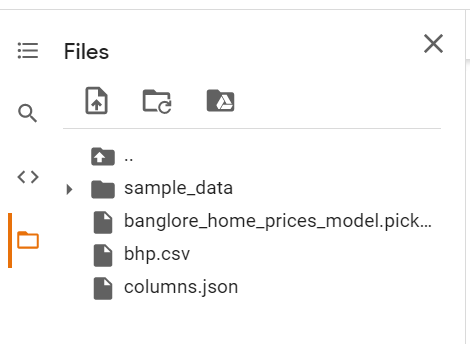 Files
..
sample_data
banglore_home_prices_model.pick...
bhp.csv
columns.json